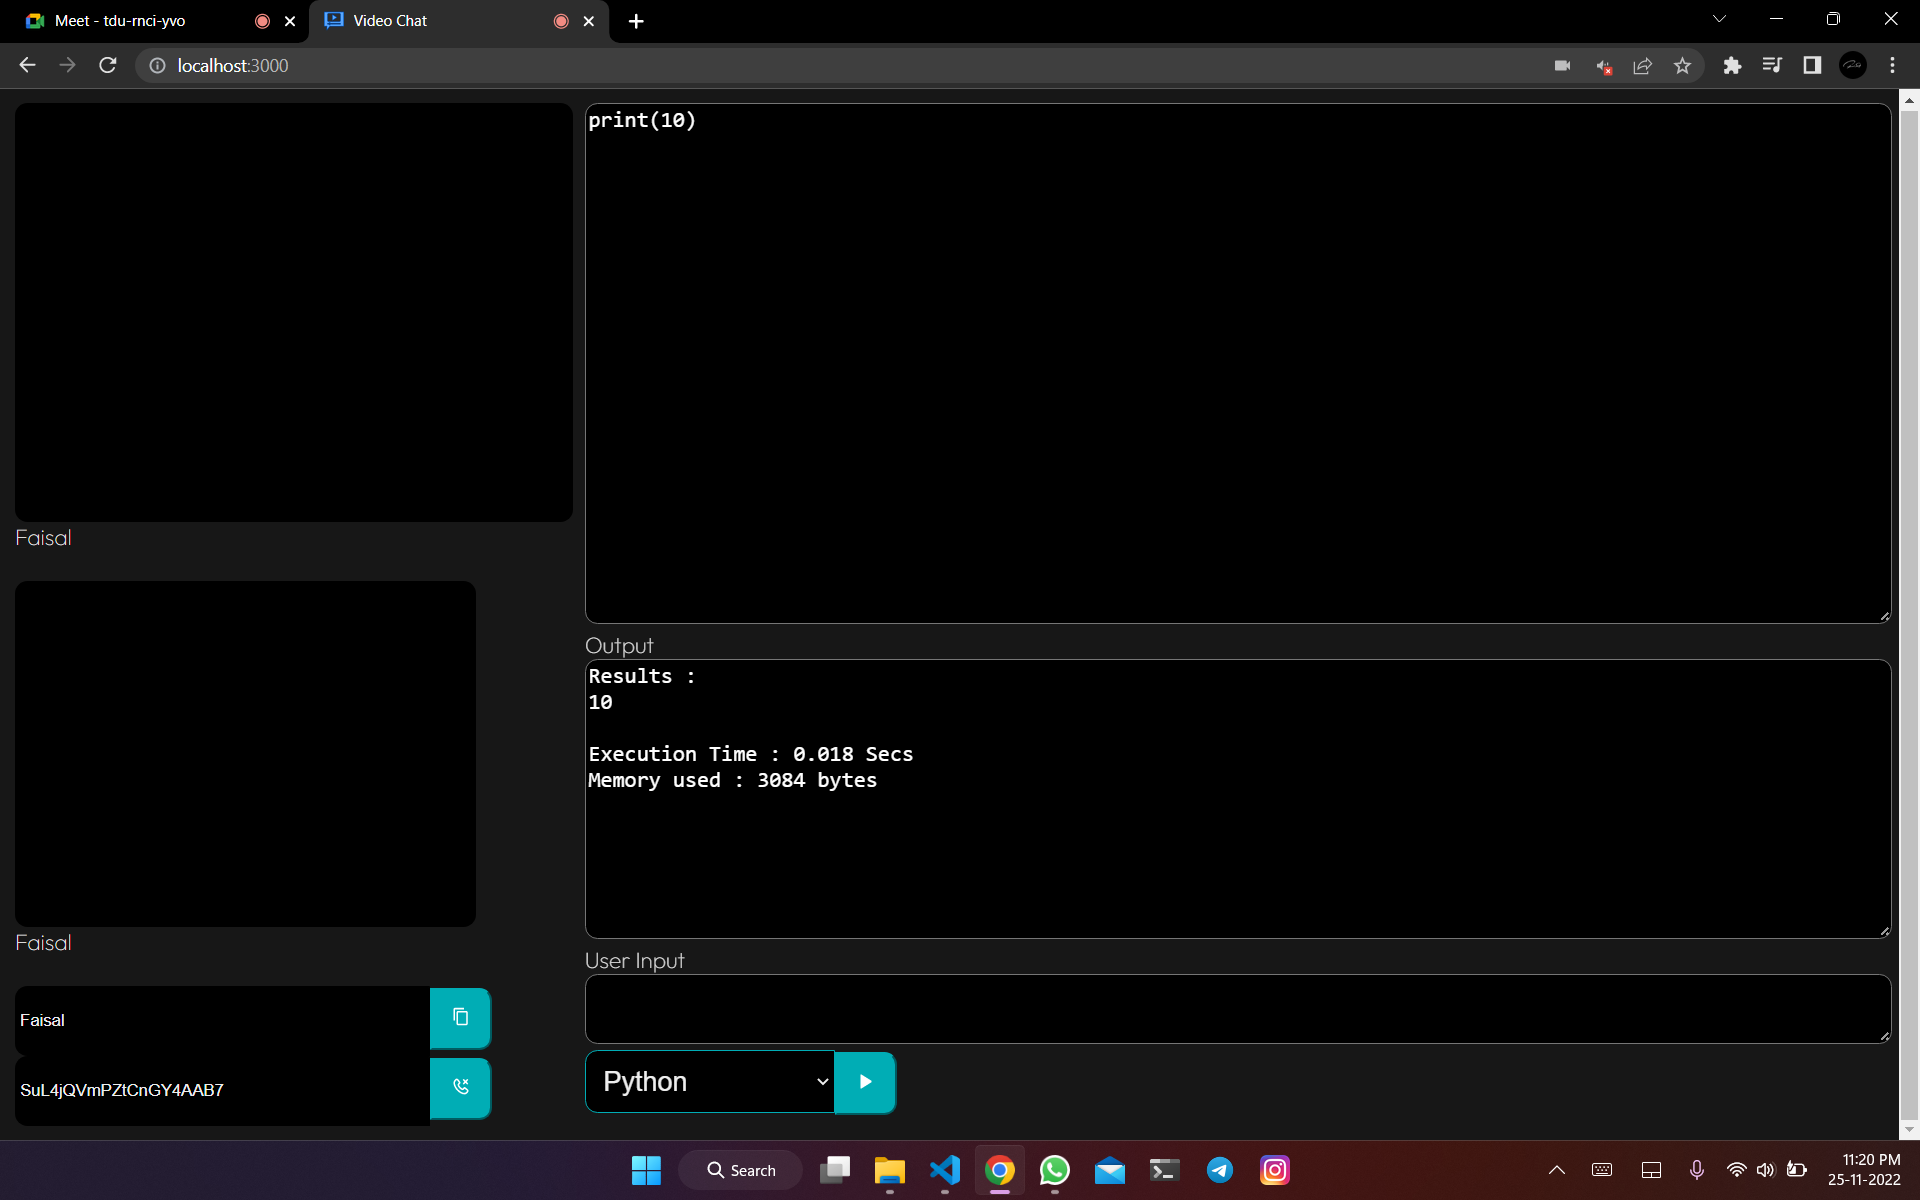 Meet - tdu-rnci-yvo
Video Chat
localhost:3000
print(10)
Faisal
Output
Results :
10
Execution Time : 0.018 Secs
Memory used : 3084 bytes
Faisal
User Input
Faisal
SuL4jQVmPZtCnGY4AAB7
Python
Search
11:20 PM
25-11-2022